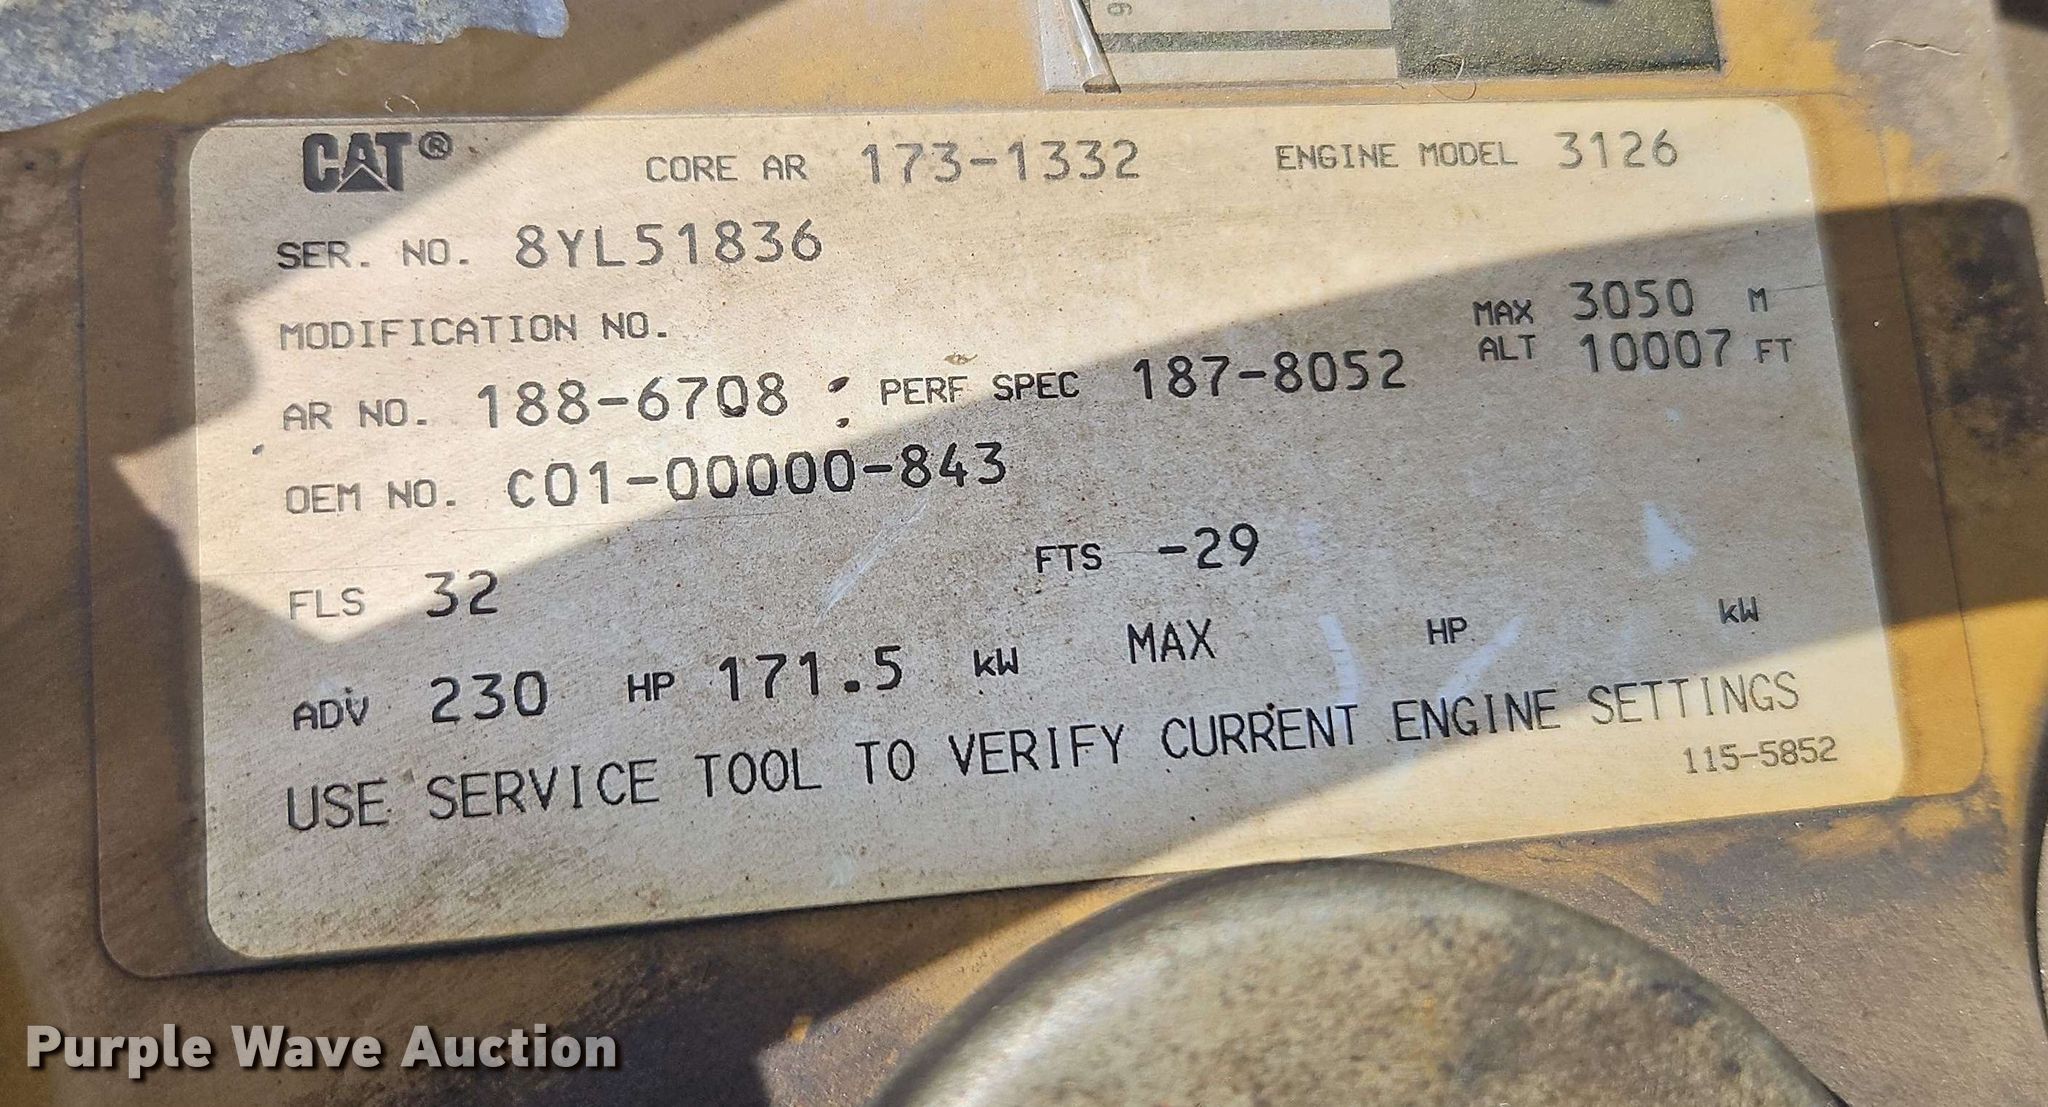 CAT® CORE AR 173-1332 ENGINE MODEL 3126
SER. NO. 8YL51836
MODIFICATION NO.
MAX ALT 3050 M
10007 FT
AR NO. 188-6708 PERF SPEC 187-8052
OEM NO. C01-00000-843
FLS 32 FTS -29
ADV 230 HP 171.5 kW MAX HP kW
USE SERVICE TOOL TO VERIFY CURRENT ENGINE SETTINGS
115-5852
Purple Wave Auction